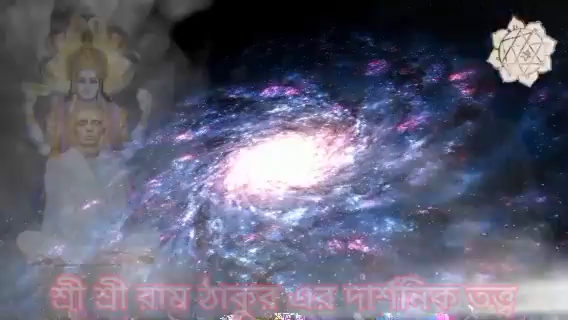 শ্রী শ্রী রাম ঠাকুর এর দার্শনিক তত্ত্ব